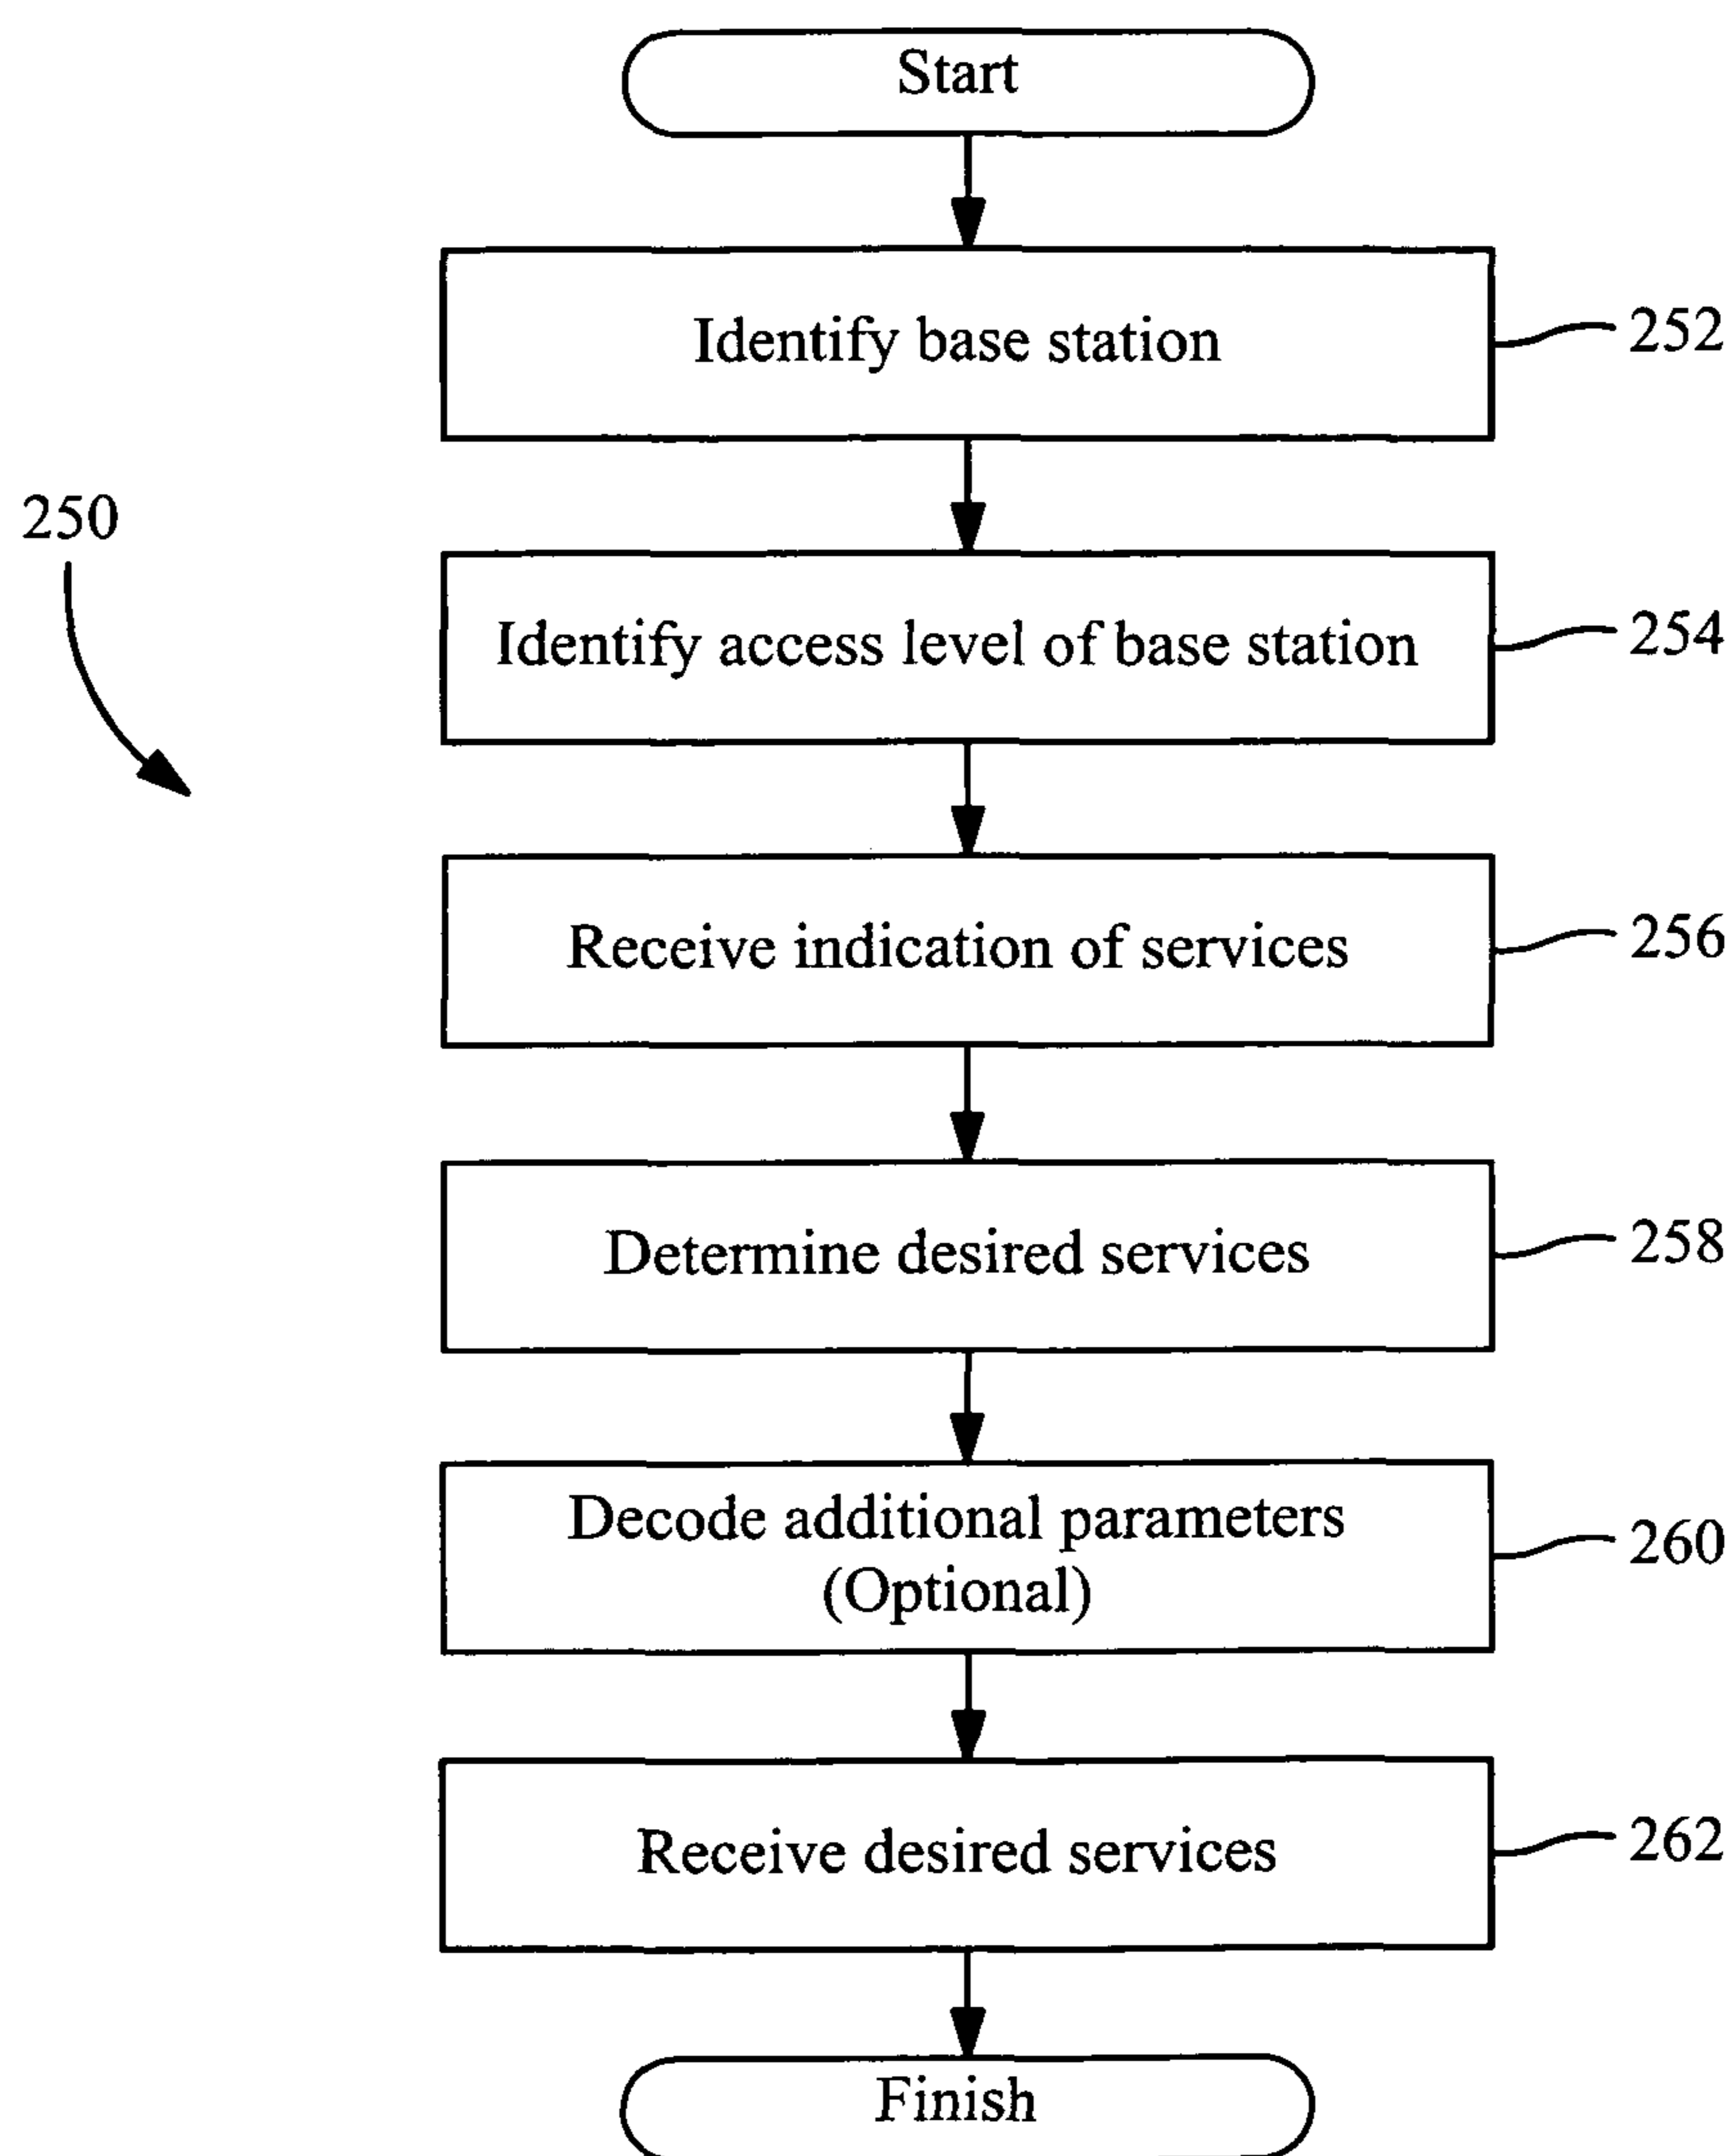 Start
Identify base station
252
250
Identify access level of base station
254
Receive indication of services
256
Determine desired services
258
Decode additional parameters
(Optional)
260
Receive desired services
262
Finish